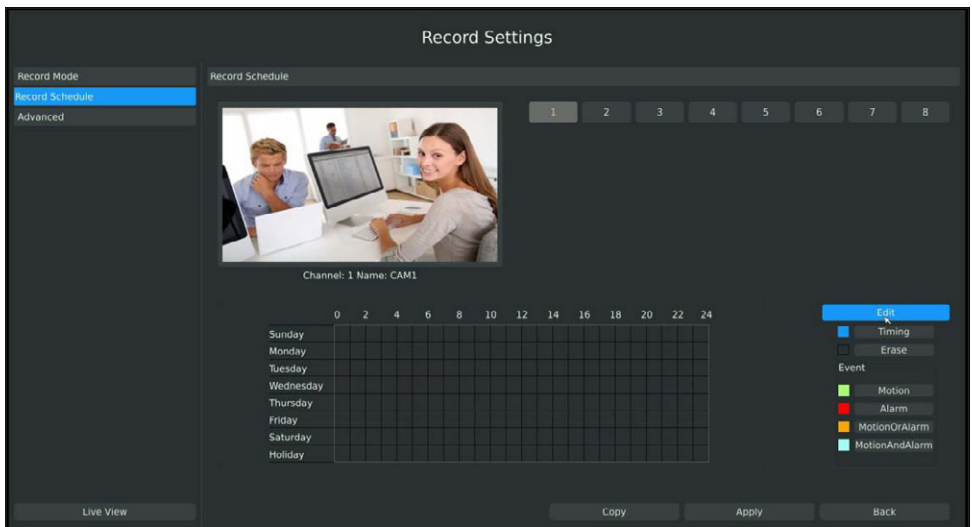 Record Settings
Record Mode
Record Schedule
Advanced
Record Schedule
1 2 3 4 5 6 7 8
Channel: 1 Name: CAM1
0 2 4 6 8 10 12 14 16 18 20 22 24
Sunday
Monday
Tuesday
Wednesday
Thursday
Friday
Saturday
Holiday
Edit
Timing
Erase
Event
Motion
Alarm
MotionOrAlarm
MotionAndAlarm
Live View
Copy
Apply
Back